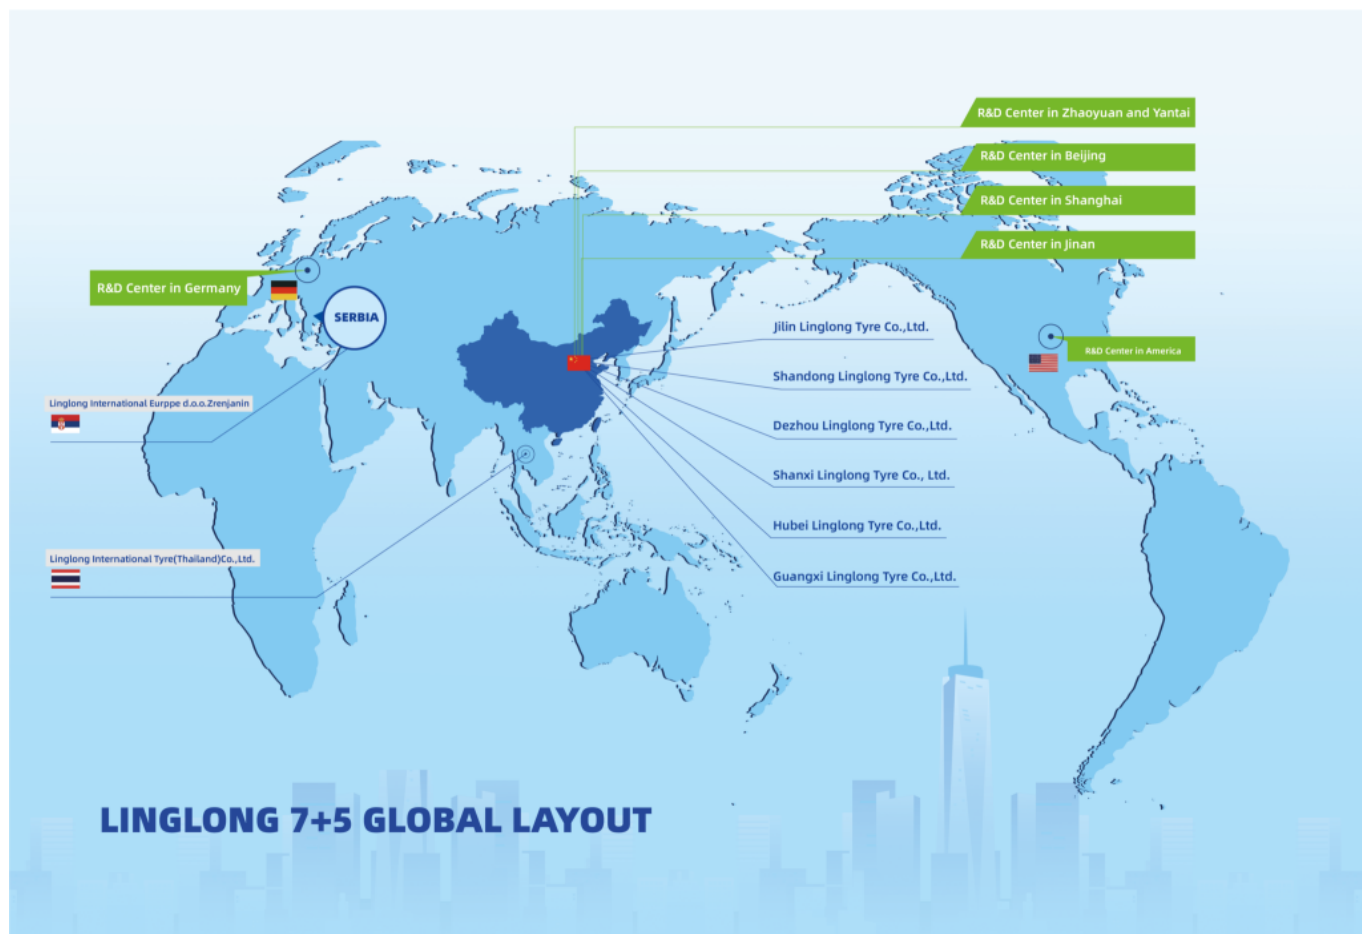 R&D Center in Zhaoyuan and Yantai
R&D Center in Beijing
R&D Center in Shanghai
R&D Center in Jinan
R&D Center in Germany
SERBIA
Jilin Linglong Tyre Co.,Ltd.
R&D Center in America
Shandong Linglong Tyre Co.,Ltd.
Linglong International Eurppe d.o.o.Zrenjanin
Dezhou Linglong Tyre Co.,Ltd.
Shanxi Linglong Tyre Co., Ltd.
Hubei Linglong Tyre Co.,Ltd.
Linglong International Tyre(Thailand)Co.,Ltd.
Guangxi Linglong Tyre Co.,Ltd.
LINGLONG 7+5 GLOBAL LAYOUT